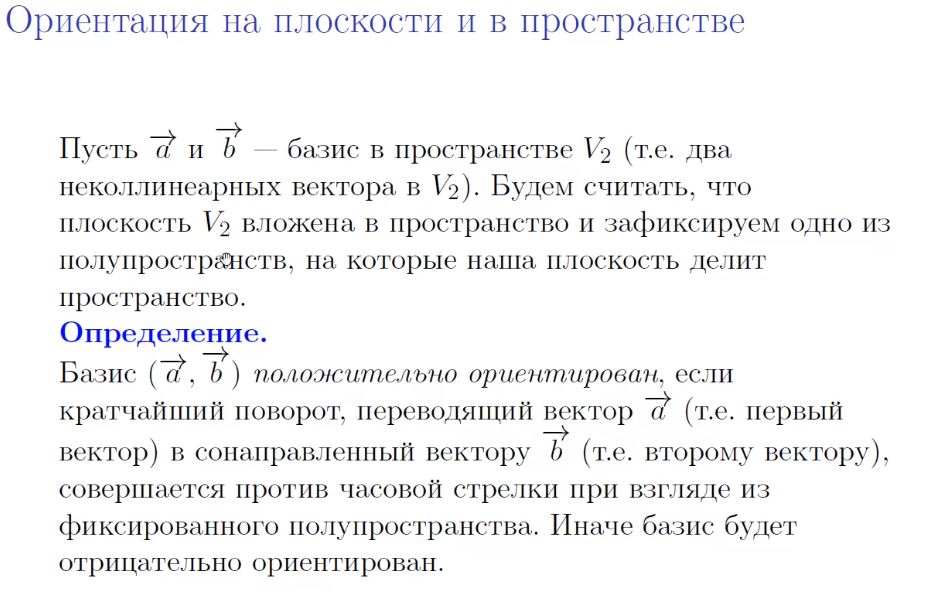 Ориентация на плоскости и в пространстве
Пусть $\overrightarrow{a}$ и $\overrightarrow{b}$ — базис в пространстве $V_2$ (т.е. два
неколлинеарных вектора в $V_2$). Будем считать, что
плоскость $V_2$ вложена в пространство и зафиксируем одно из
полупространств, на которые наша плоскость делит
пространство.
Определение.
Базис ($\overrightarrow{a}$, $\overrightarrow{b}$) положительно ориентирован, если
кратчайший поворот, переводящий вектор $\overrightarrow{a}$ (т.е. первый
вектор) в сонаправленный вектору $\overrightarrow{b}$ (т.е. второму вектору),
совершается против часовой стрелки при взгляде из
фиксированного полупространства. Иначе базис будет
отрицательно ориентирован.